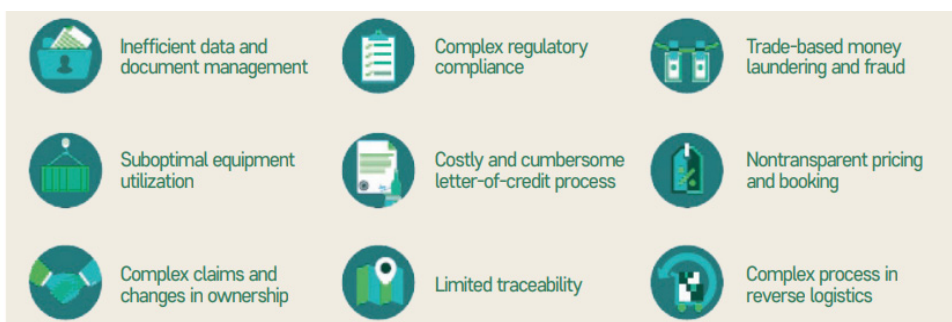 Inefficient data and
document management
Complex regulatory
compliance
Trade-based money
laundering and fraud
Suboptimal equipment
utilization
Costly and cumbersome
letter-of-credit process
Nontransparent pricing
and booking
Complex claims and
changes in ownership
Limited traceability
Complex process in
reverse logistics